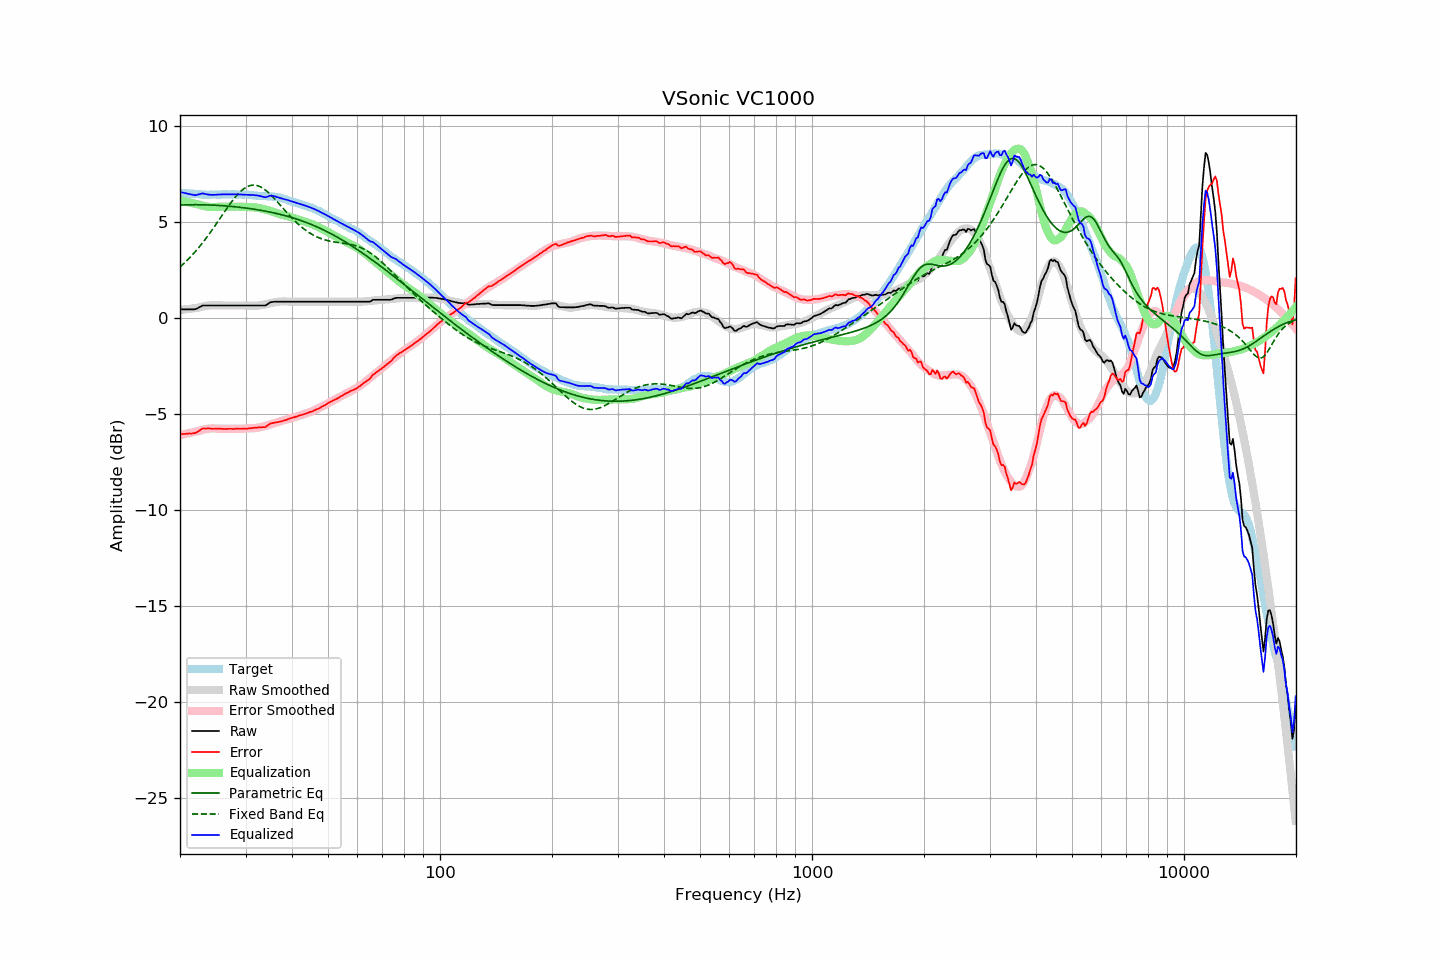 VSonic VC1000
10
5
0
−5
−10
−15
−20
−25
Amplitude (dBr)
Target
Raw Smoothed
Error Smoothed
Raw
Error
Equalization
Parametric Eq
Fixed Band Eq
Equalized
100
1000
10000
Frequency (Hz)